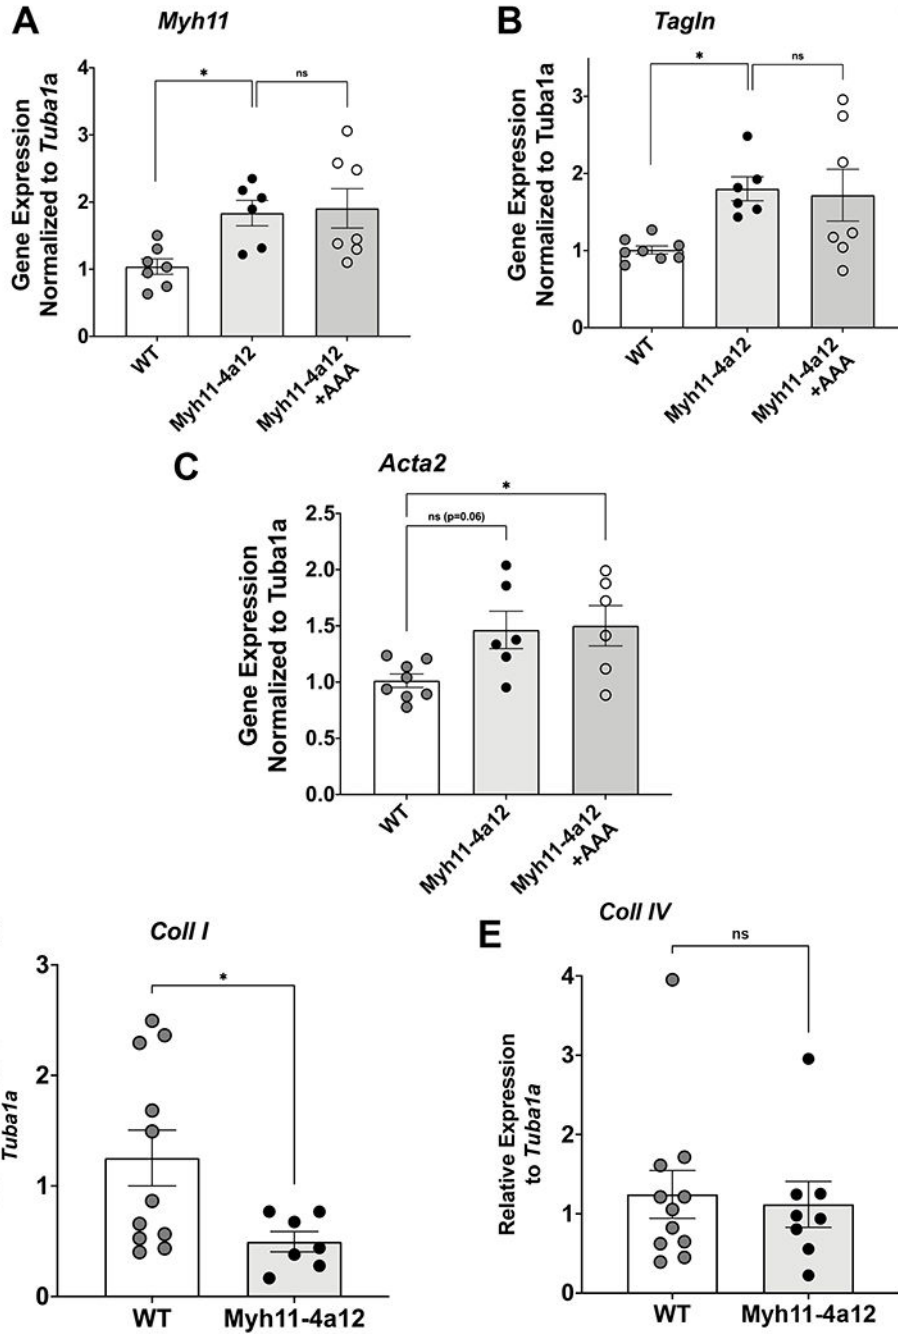 A
Myh11
Gene Expression
Normalized to Tuba1a
4
3
2
1
0
*
ns
WT
Myh11-4a12
Myh11-4a12
+AAA
B
Tagln
Gene Expression
Normalized to Tuba1a
3
2
1
0
*
ns
WT
Myh11-4a12
Myh11-4a12
+AAA
C
Acta2
Gene Expression
Normalized to Tuba1a
2.5
2.0
1.5
1.0
0.5
0.0
*
ns (p=0.06)
WT
Myh11-4a12
Myh11-4a12
+AAA
Coll I
Tuba1a
3
2
1
0
*
WT
Myh11-4a12
E
Coll IV
Relative Expression
to Tuba1a
4
3
2
1
0
ns
WT
Myh11-4a12